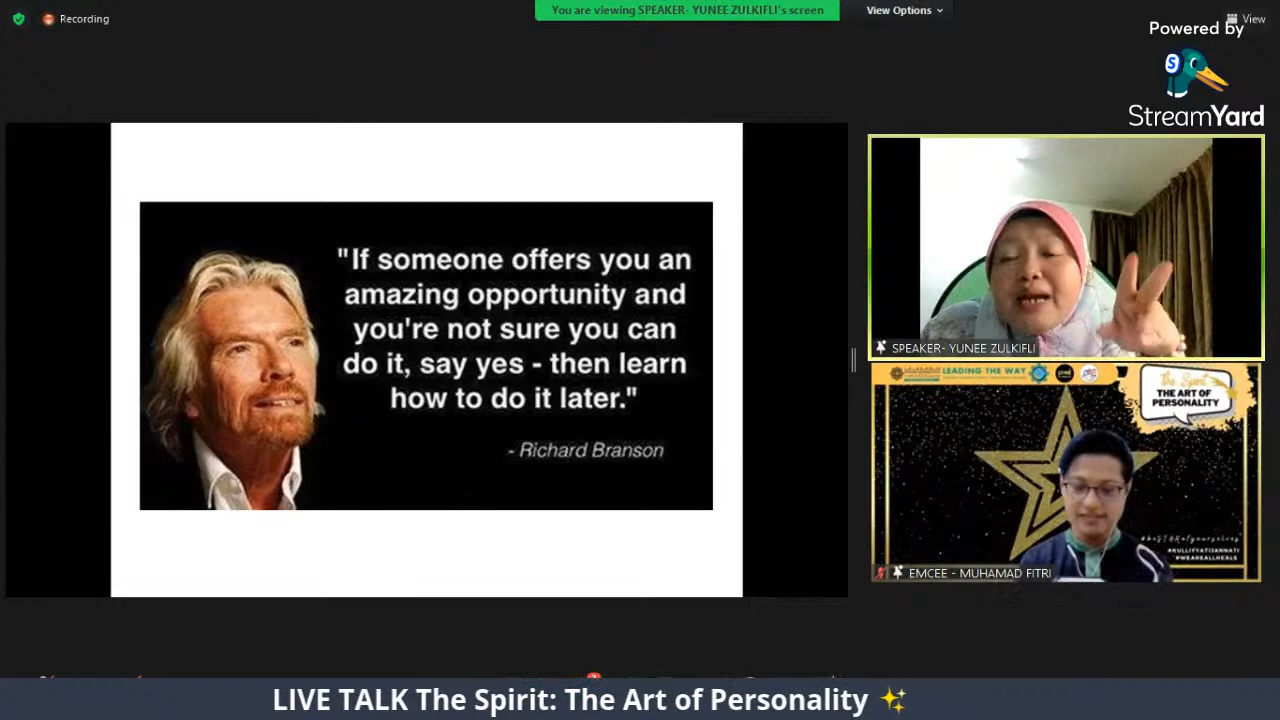 Recording
You are viewing SPEAKER- YUNEE ZULKIFLI's screen
View Options
View
Powered by
S
StreamYard
"If someone offers you an
amazing opportunity and
you're not sure you can
do it, say yes - then learn
how to do it later."
- Richard Branson
SPEAKER- YUNEE ZULKIFLI
LEADING THE WAY
the Spirit
THE ART OF
PERSONALITY
#beSTARofyourselves
#KULLIYYATIJANNATI
#WEAREALLHEALS
EMCEE - MUHAMAD FITRI
LIVE TALK The Spirit: The Art of Personality ✨